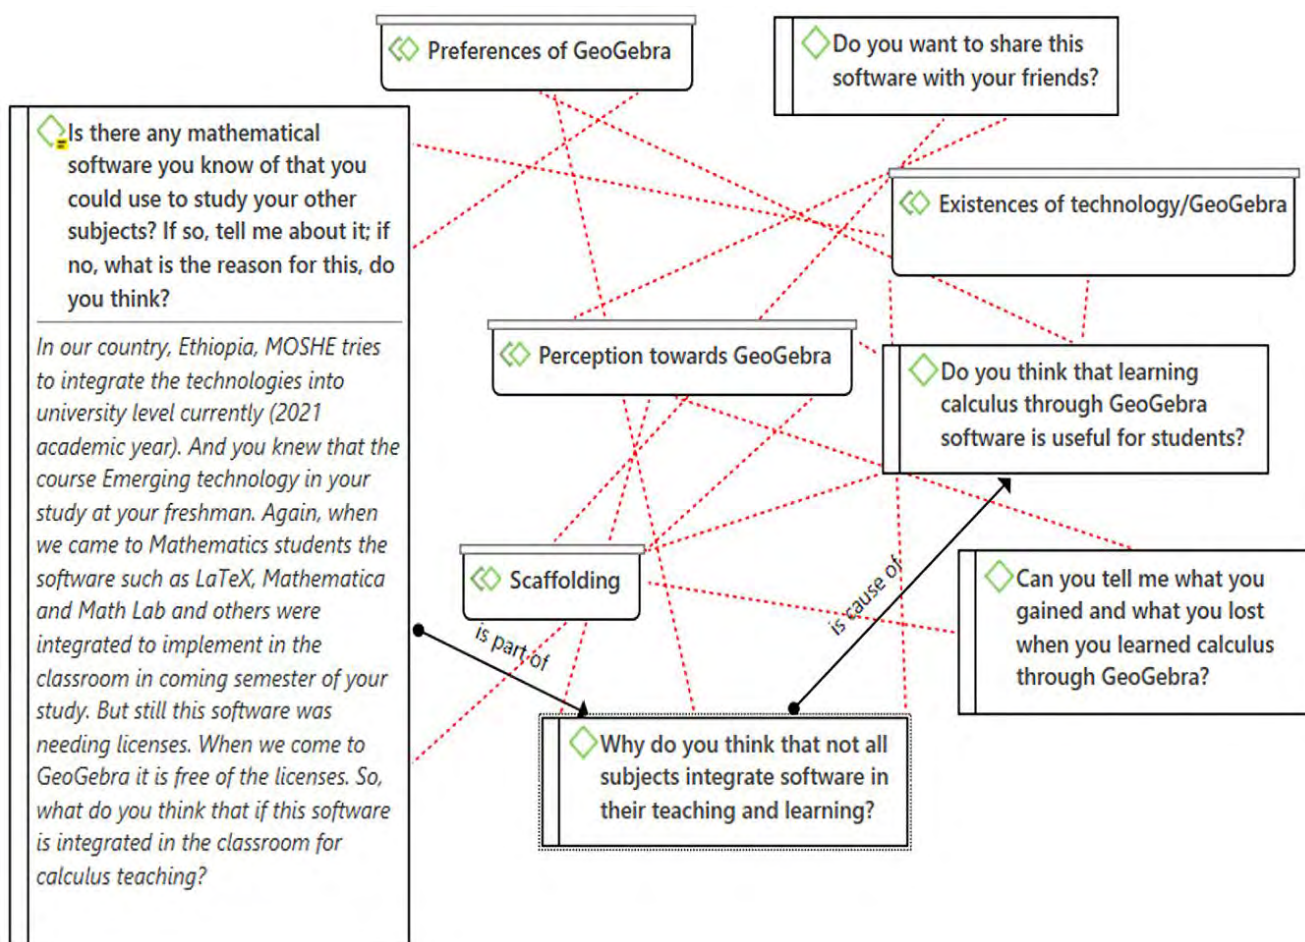 Preferences of GeoGebra
Do you want to share this
software with your friends?
Is there any mathematical
software you know of that you
could use to study your other
subjects? If so, tell me about it; if
no, what is the reason for this, do
you think?
In our country, Ethiopia, MOSHE tries
to integrate the technologies into
university level currently (2021
academic year). And you knew that the
course Emerging technology in your
study at your freshman. Again, when
we came to Mathematics students the
software such as LaTeX, Mathematica
and Math Lab and others were
integrated to implement in the
classroom in coming semester of your
study. But still this software was
needing licenses. When we come to
GeoGebra it is free of the licenses. So,
what do you think that if this software
is integrated in the classroom for
calculus teaching?
Existences of technology/GeoGebra
Perception towards GeoGebra
Do you think that learning
calculus through GeoGebra
software is useful for students?
Scaffolding
is part of
is cause of
Can you tell me what you
gained and what you lost
when you learned calculus
through GeoGebra?
Why do you think that not all
subjects integrate software in
their teaching and learning?